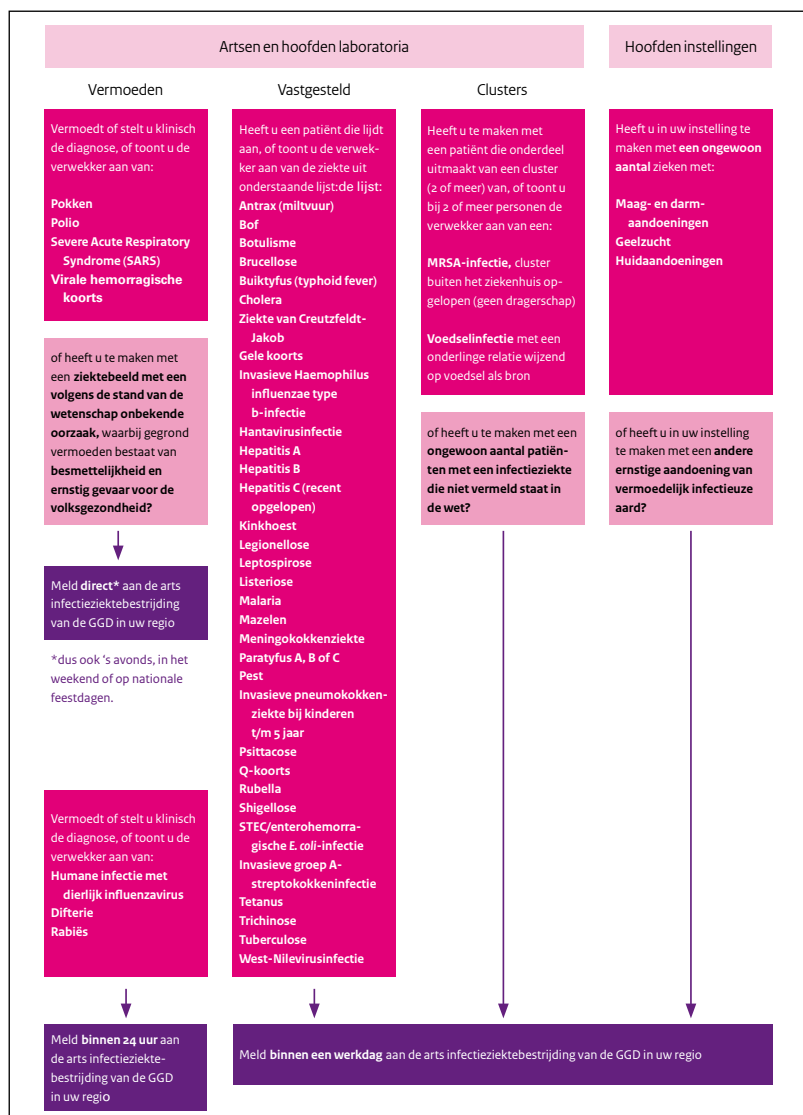 Artsen en hoofden laboratoria
Hoofden instellingen
Vermoeden
Vermoedt of stelt u klinisch
de diagnose, of toont u de
verwekker aan van:
Pokken
Polio
Severe Acute Respiratory
Syndrome (SARS)
Virale hemorragische
koorts
of heeft u te maken met
een ziektebeeld met een
volgens de stand van de
wetenschap onbekende
oorzaak, waarbij gegrond
vermoeden bestaat van
besmettelijkheid en
ernstig gevaar voor de
volksgezondheid?
Meld direct* aan de arts
infectieziektebestrijding
van de GGD in uw regio
*dus ook ‘s avonds, in het
weekend of op nationale
feestdagen.
Vermoedt of stelt u klinisch
de diagnose, of toont u de
verwekker aan van:
Humane infectie met
dierlijk influenzavirus
Difterie
Rabiës
Meld binnen 24 uur aan
de arts infectieziekte-
bestrijding van de GGD
in uw regio
Vastgesteld
Heeft u een patiënt die lijdt
aan, of toont u de verwek-
ker aan van de ziekte uit
onderstaande lijst:de lijst:
Antrax (miltvuur)
Bof
Botulisme
Brucellose
Buiktyfus (typhoid fever)
Cholera
Ziekte van Creutzfeldt-
Jakob
Gele koorts
Invasieve Haemophilus
influenzae type
b-infectie
Hantavirusinfectie
Hepatitis A
Hepatitis B
Hepatitis C (recent
opgelopen)
Kinkhoest
Legionellose
Leptospirose
Listeriose
Malaria
Mazelen
Meningokokkenziekte
Paratyfus A, B of C
Pest
Invasieve pneumokokken-
ziekte bij kinderen
t/m 5 jaar
Psittacose
Q-koorts
Rubella
Shigellose
STEC/enterohemorra-
gische E. coli-infectie
Invasieve groep A-
streptokokkeninfectie
Tetanus
Trichinose
Tuberculose
West-Nilevirusinfectie
Clusters
Heeft u te maken met
een patiënt die onderdeel
uitmaakt van een cluster
(2 of meer) van, of toont u
bij 2 of meer personen de
verwekker aan van een:
MRSA-infectie, cluster
buiten het ziekenhuis op-
gelopen (geen dragerschap)
Voedselinfectie met een
onderlinge relatie wijzend
op voedsel als bron
of heeft u te maken met een
ongewoon aantal patiën-
ten met een infectieziekte
die niet vermeld staat in
de wet?
Heeft u in uw instelling te
maken met een ongewoon
aantal zieken met:
Maag- en darm-
aandoeningen
Geelzucht
Huidaandoeningen
of heeft u in uw instelling
te maken met een andere
ernstige aandoening van
vermoedelijk infectieuze
aard?
Meld binnen een werkdag aan de arts infectieziektebestrijding van de GGD in uw regio